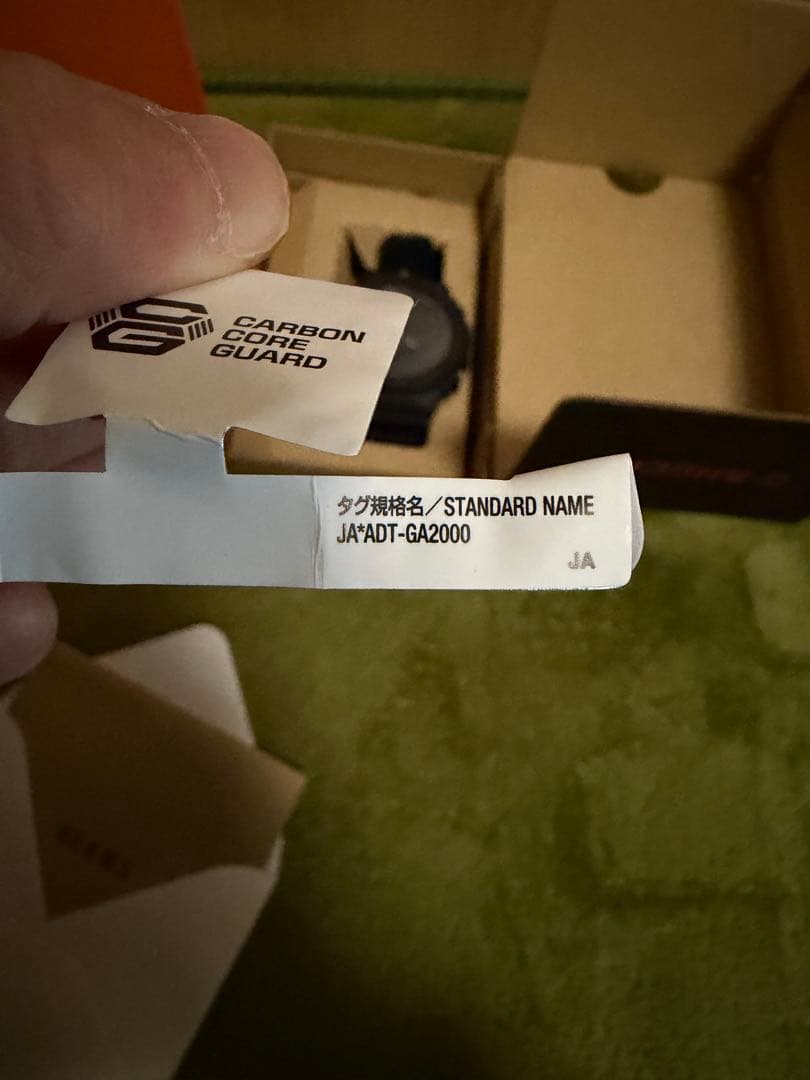 CARBON
CORE
GUARD
タグ規格名／STANDARD NAME
JA*ADT-GA2000
JA